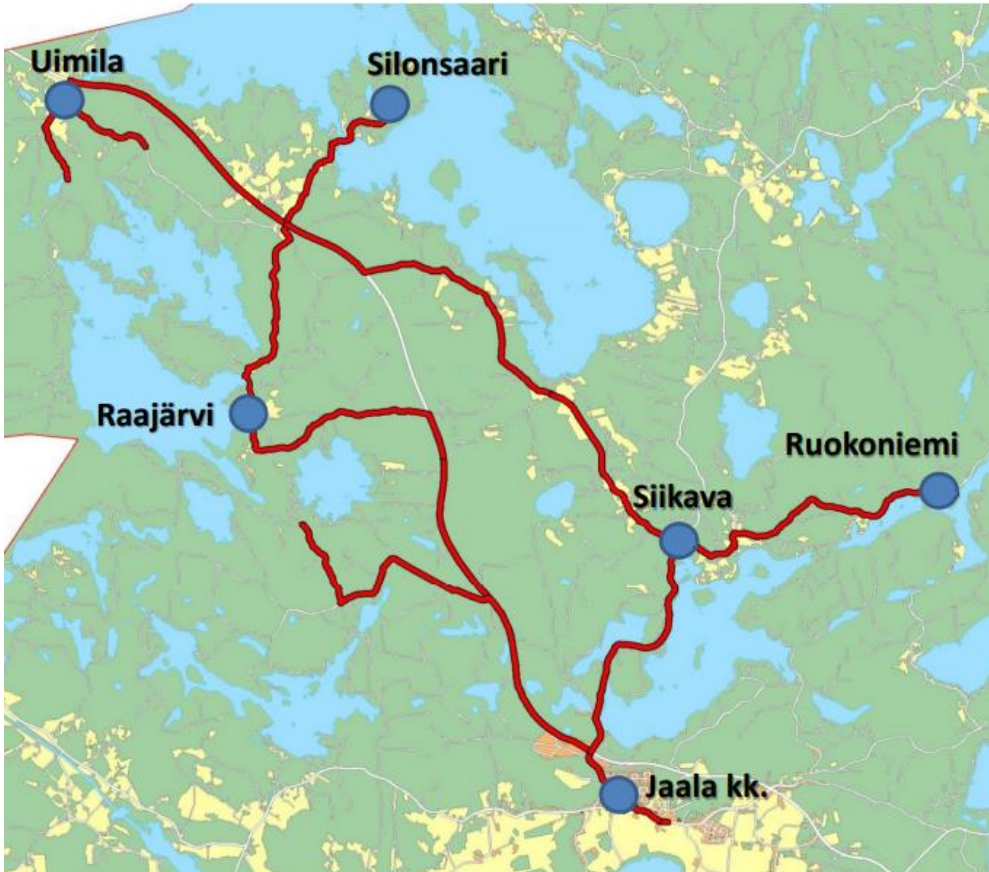 Uimila
Silonsaari
Raajärvi
Ruokoniemi
Siikava
Jaala kk.